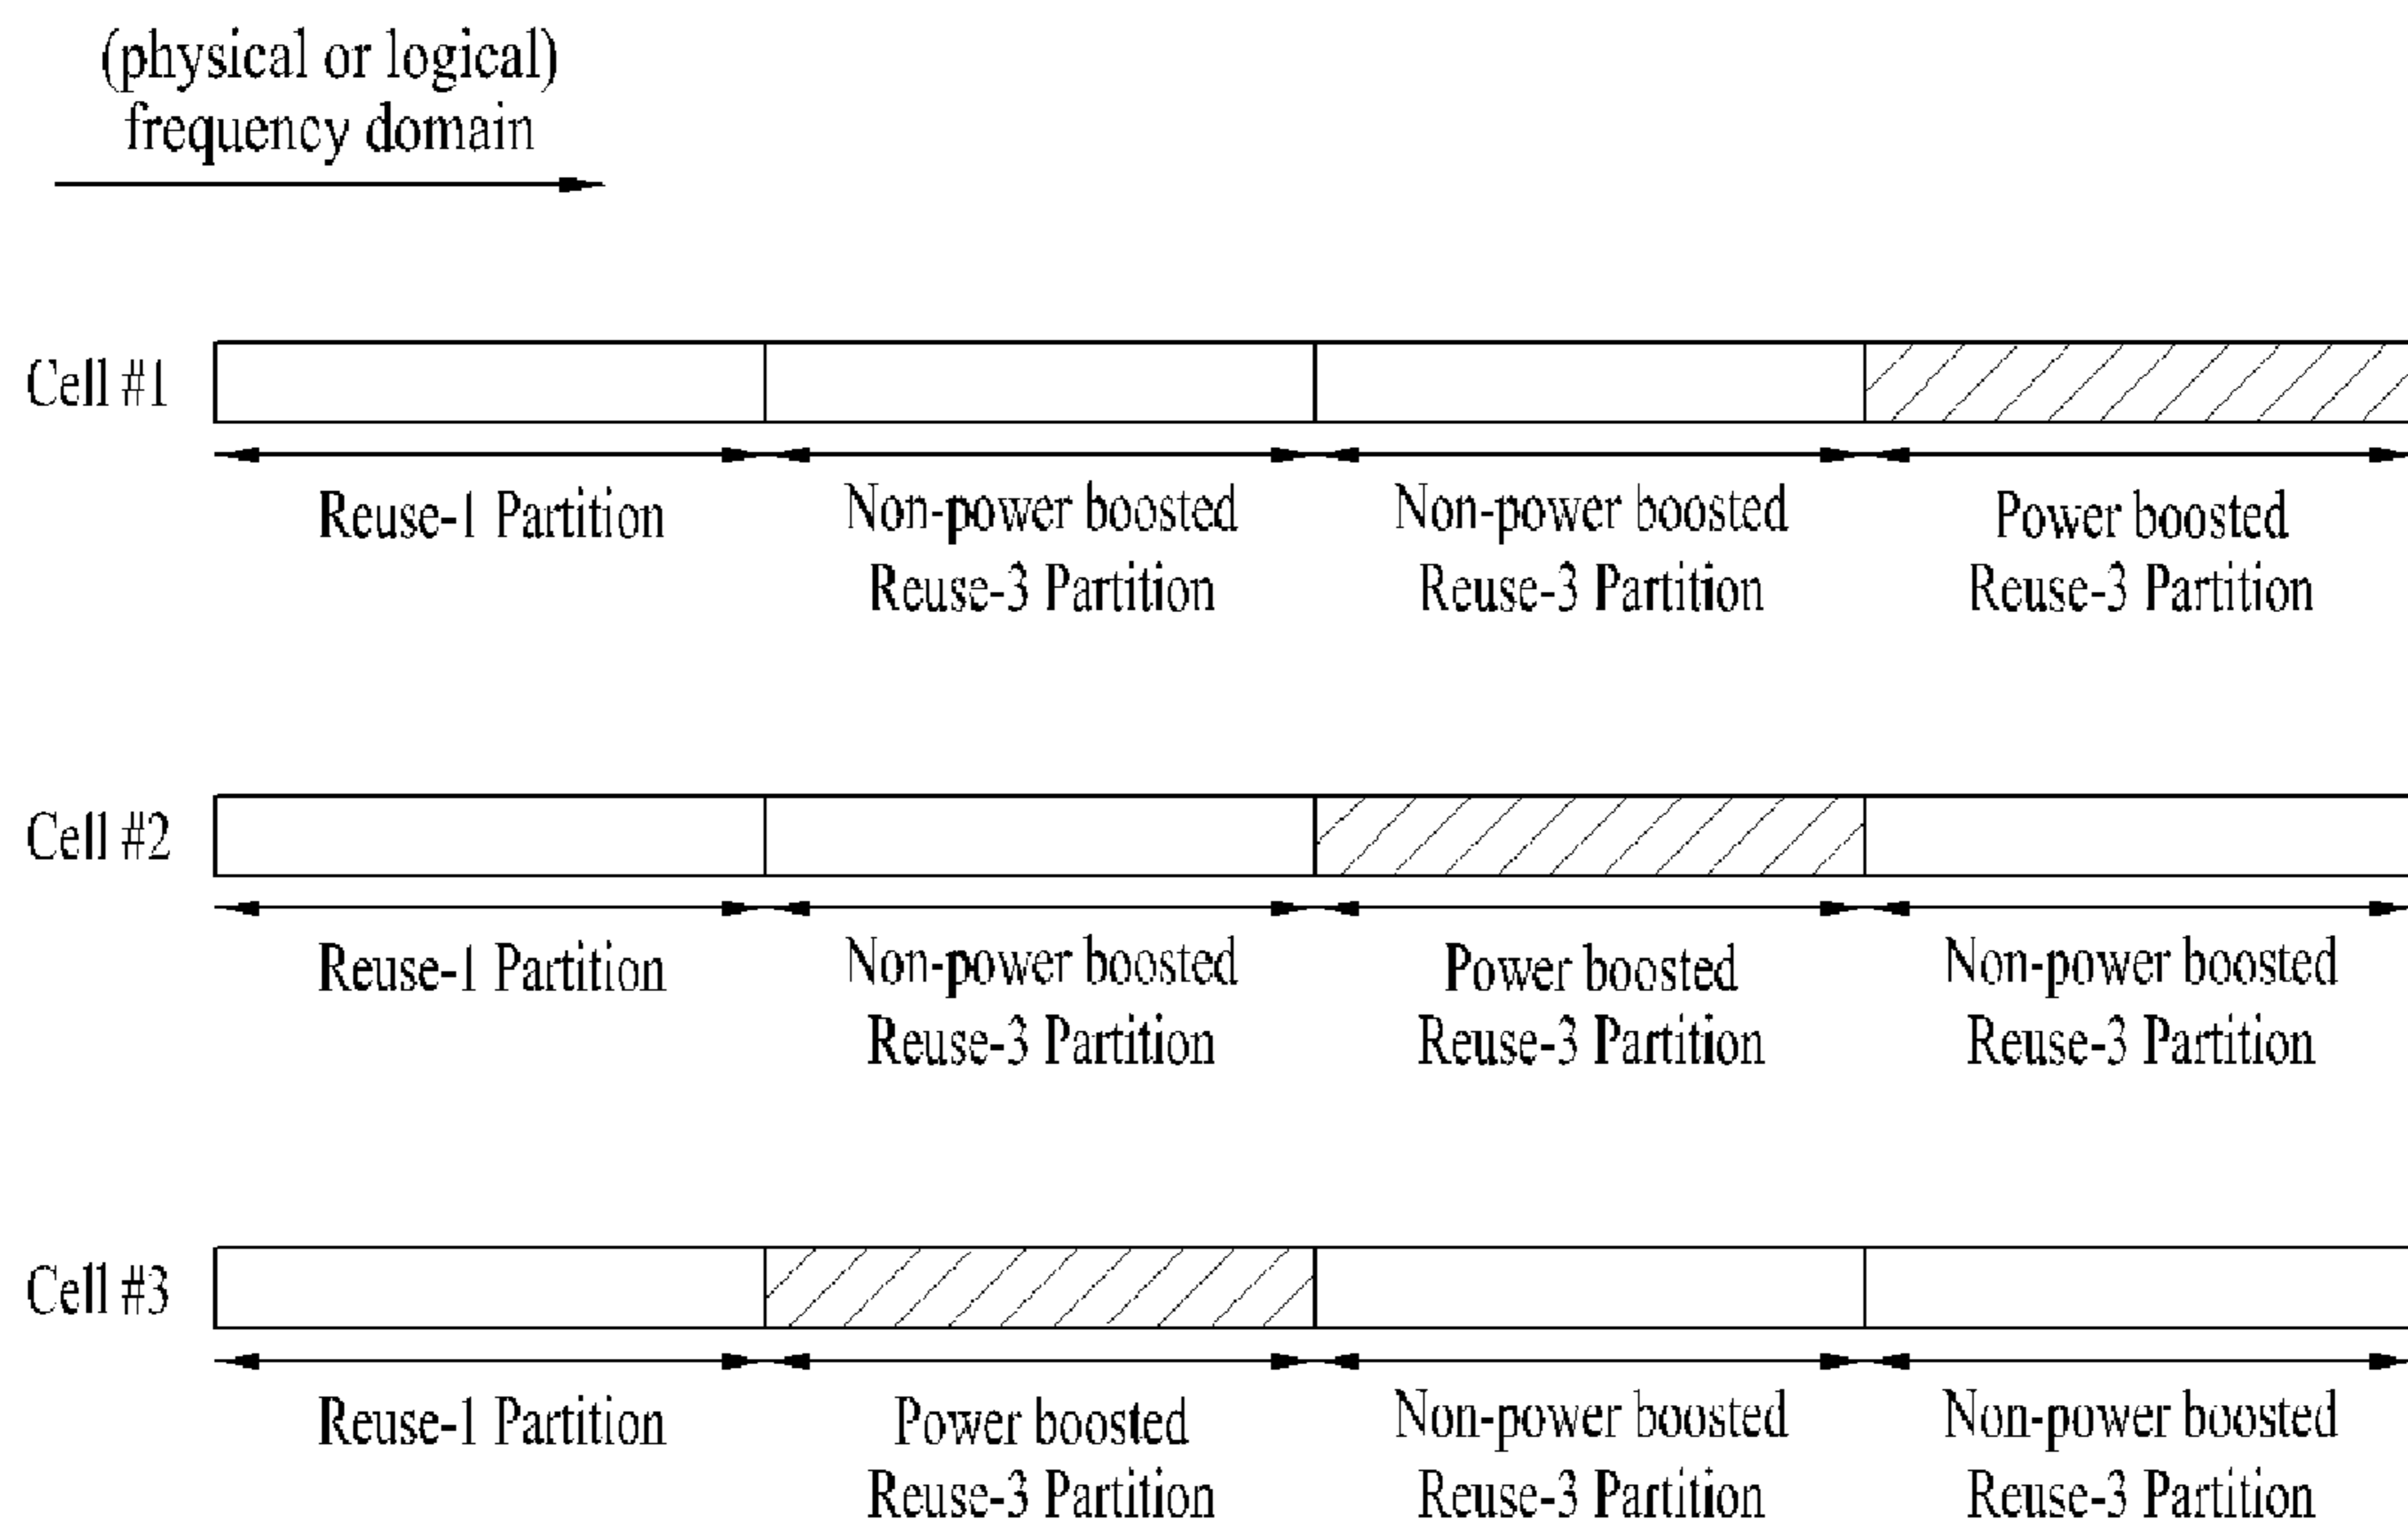 (physical or logical)
frequency domain
Cell #1
Reuse-1 Partition
Non-power boosted
Reuse-3 Partition
Non-power boosted
Reuse-3 Partition
Power boosted
Reuse-3 Partition
Cell #2
Reuse-1 Partition
Non-power boosted
Reuse-3 Partition
Power boosted
Reuse-3 Partition
Non-power boosted
Reuse-3 Partition
Cell #3
Reuse-1 Partition
Power boosted
Reuse-3 Partition
Non-power boosted
Reuse-3 Partition
Non-power boosted
Reuse-3 Partition